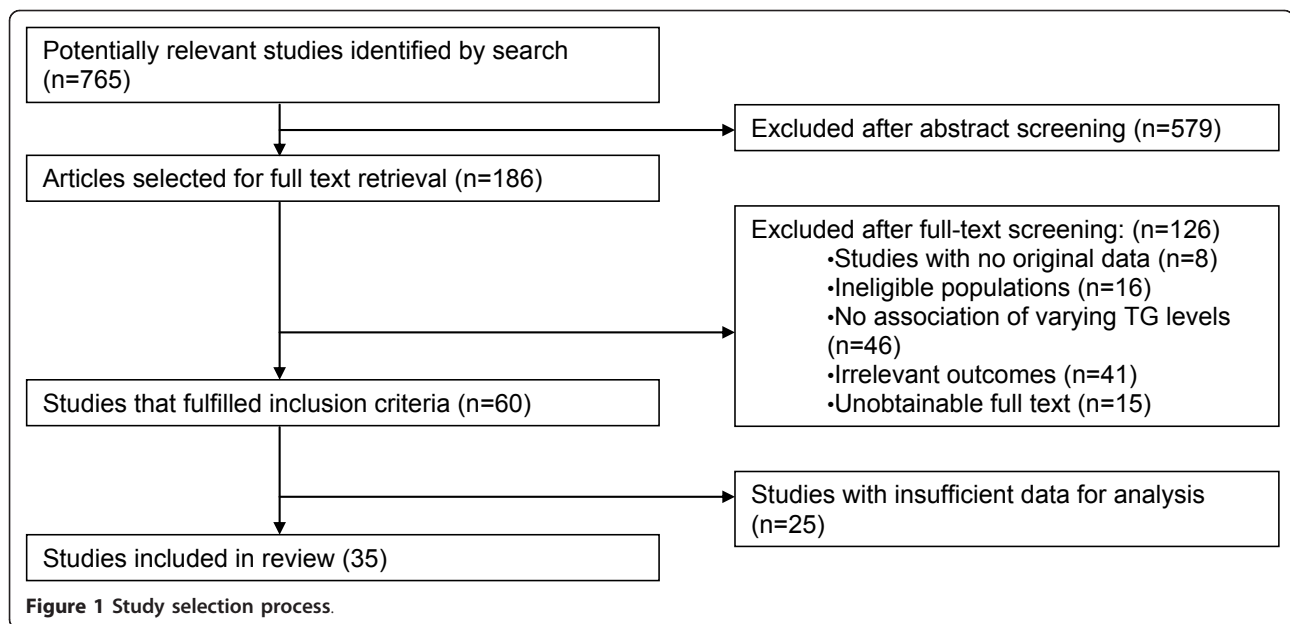 Potentially relevant studies identified by search
(n=765)
Excluded after abstract screening (n=579)
Articles selected for full text retrieval (n=186)
Excluded after full-text screening: (n=126)
•Studies with no original data (n=8)
•Ineligible populations (n=16)
•No association of varying TG levels
(n=46)
•Irrelevant outcomes (n=41)
•Unobtainable full text (n=15)
Studies that fulfilled inclusion criteria (n=60)
Studies with insufficient data for analysis
(n=25)
Studies included in review (35)
Figure 1 Study selection process.